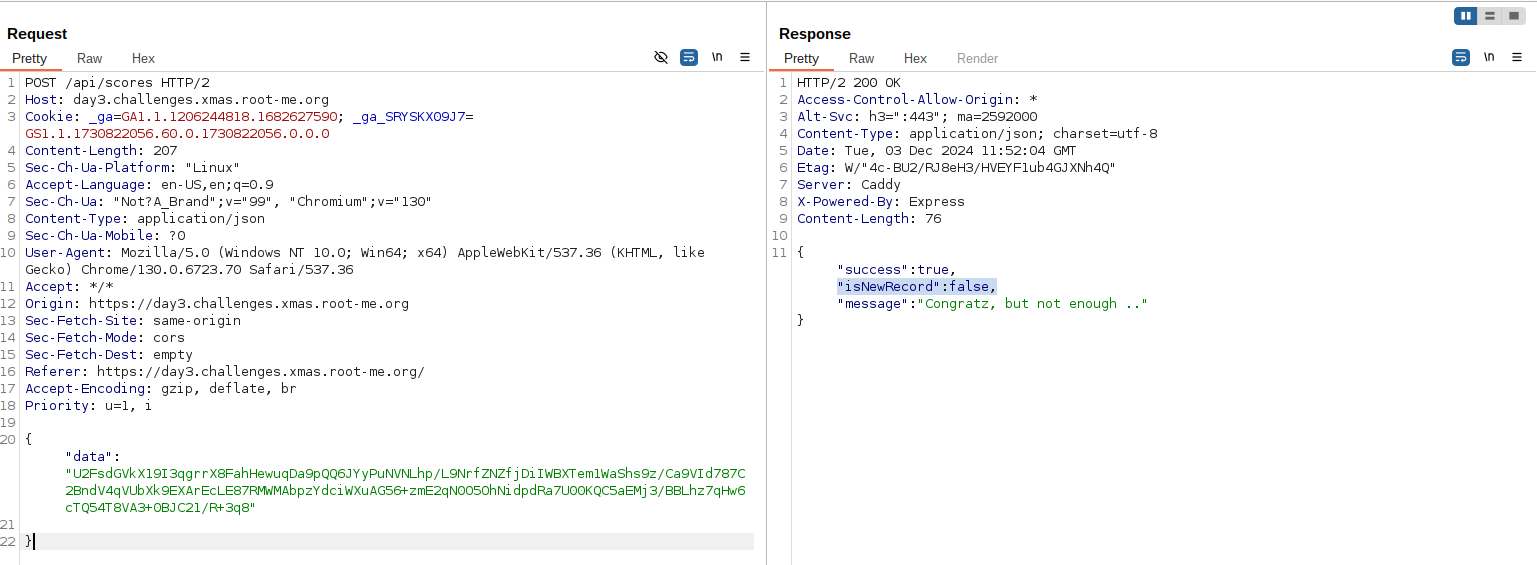 Request
Pretty Raw Hex \n
1 POST /api/scores HTTP/2
2 Host: day3.challenges.xmas.root-me.org
3 Cookie: _ga=GA1.1.1206244818.1682627590; _ga_SRYSKX09J7=
GS1.1.1730822056.60.0.1730822056.0.0.0
4 Content-Length: 207
5 Sec-Ch-Ua-Platform: "Linux"
6 Accept-Language: en-US,en;q=0.9
7 Sec-Ch-Ua: "Not?A_Brand";v="99", "Chromium";v="130"
8 Content-Type: application/json
9 Sec-Ch-Ua-Mobile: ?0
10 User-Agent: Mozilla/5.0 (Windows NT 10.0; Win64; x64) AppleWebKit/537.36 (KHTML, like
Gecko) Chrome/130.0.6723.70 Safari/537.36
11 Accept: */*
12 Origin: https://day3.challenges.xmas.root-me.org
13 Sec-Fetch-Site: same-origin
14 Sec-Fetch-Mode: cors
15 Sec-Fetch-Dest: empty
16 Referer: https://day3.challenges.xmas.root-me.org/
17 Accept-Encoding: gzip, deflate, br
18 Priority: u=1, i
19
20 {
"data":
"U2FsdGVkX19I3qgrrX8FahHewuqDa9pQQ6JYyPuNVNLhp/L9NrfZNZfjDiIWBXTem1WaShs9z/Ca9VId787C
2BndV4qVUbXk9EXArEcLE87RMWMAbpzYdciWXuAG56+zmE2qN0050hNidpdRa7U00KQC5aEMj3/BBLhz7qHw6
cTQ54T8VA3+0BJC21/R+3q8"
21
22 }
Response
Pretty Raw Hex Render \n
1 HTTP/2 200 OK
2 Access-Control-Allow-Origin: *
3 Alt-Svc: h3=":443"; ma=2592000
4 Content-Type: application/json; charset=utf-8
5 Date: Tue, 03 Dec 2024 11:52:04 GMT
6 Etag: W/"4c-BU2/RJ8eH3/HVEYF1ub4GJXNh4Q"
7 Server: Caddy
8 X-Powered-By: Express
9 Content-Length: 76
10
11 {
"success":true,
"isNewRecord":false,
"message":"Congratz, but not enough .."
}